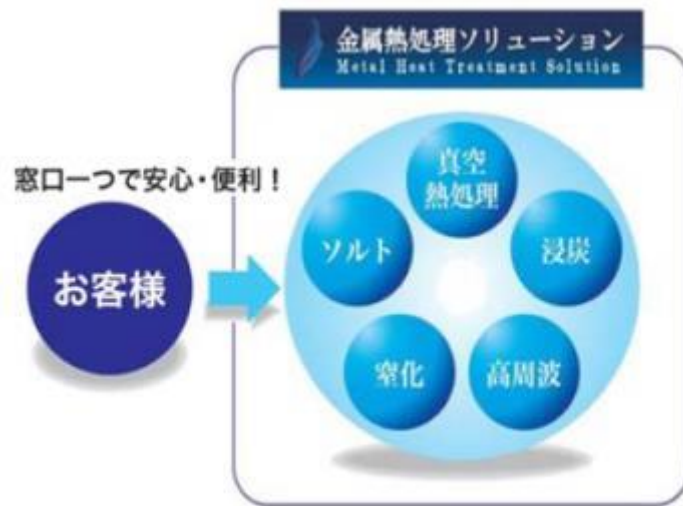 金属熱処理ソリューション
Metal Heat Treatment Solution
窓口一つで安心・便利！
お客様
真空
熱処理
ソルト
浸炭
窒化
高周波